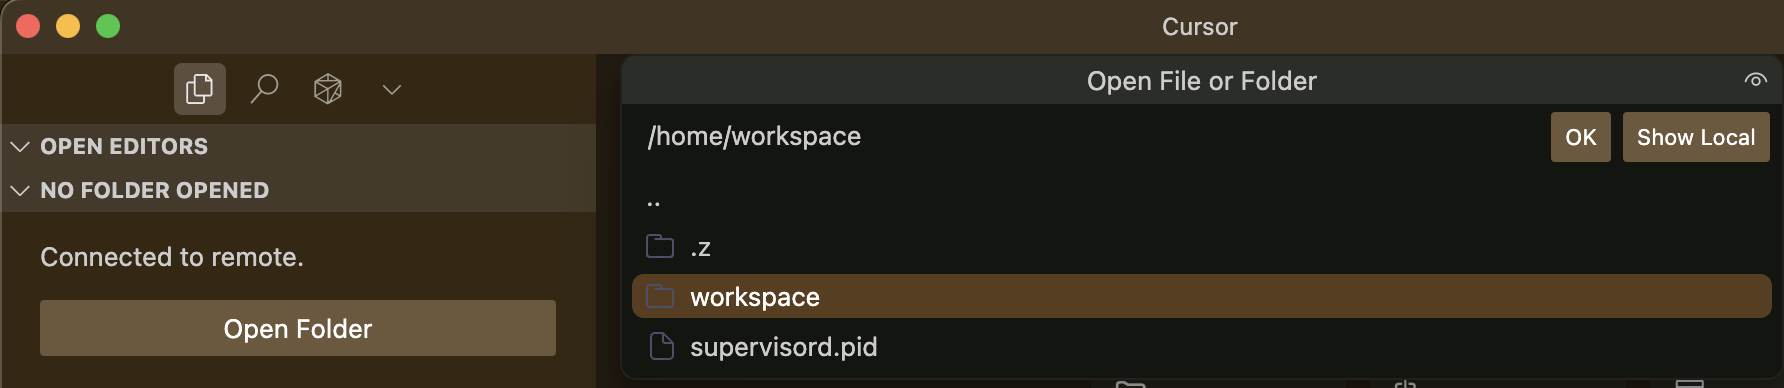 Cursor
OPEN EDITORS
NO FOLDER OPENED
Connected to remote.
Open Folder
Open File or Folder
/home/workspace
OK
Show Local
..
.z
workspace
supervisord.pid